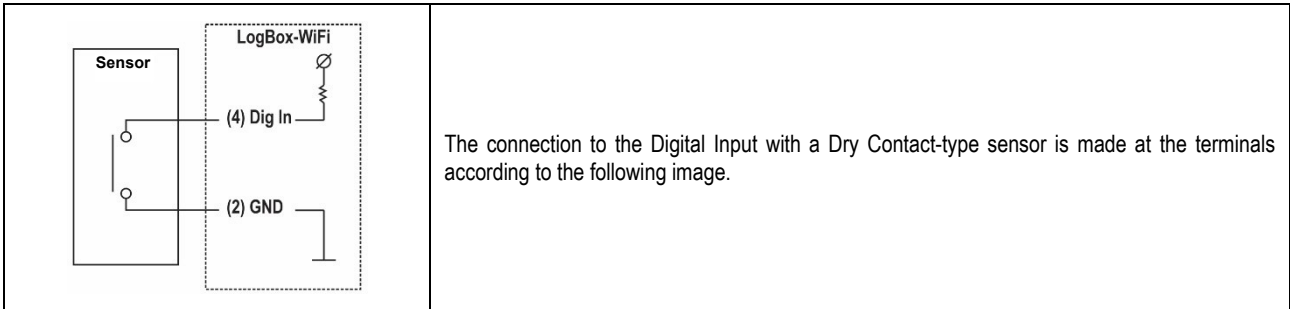 LogBox-WiFi
Sensor
(4) Dig In
(2) GND
The connection to the Digital Input with a Dry Contact-type sensor is made at the terminals
according to the following image.